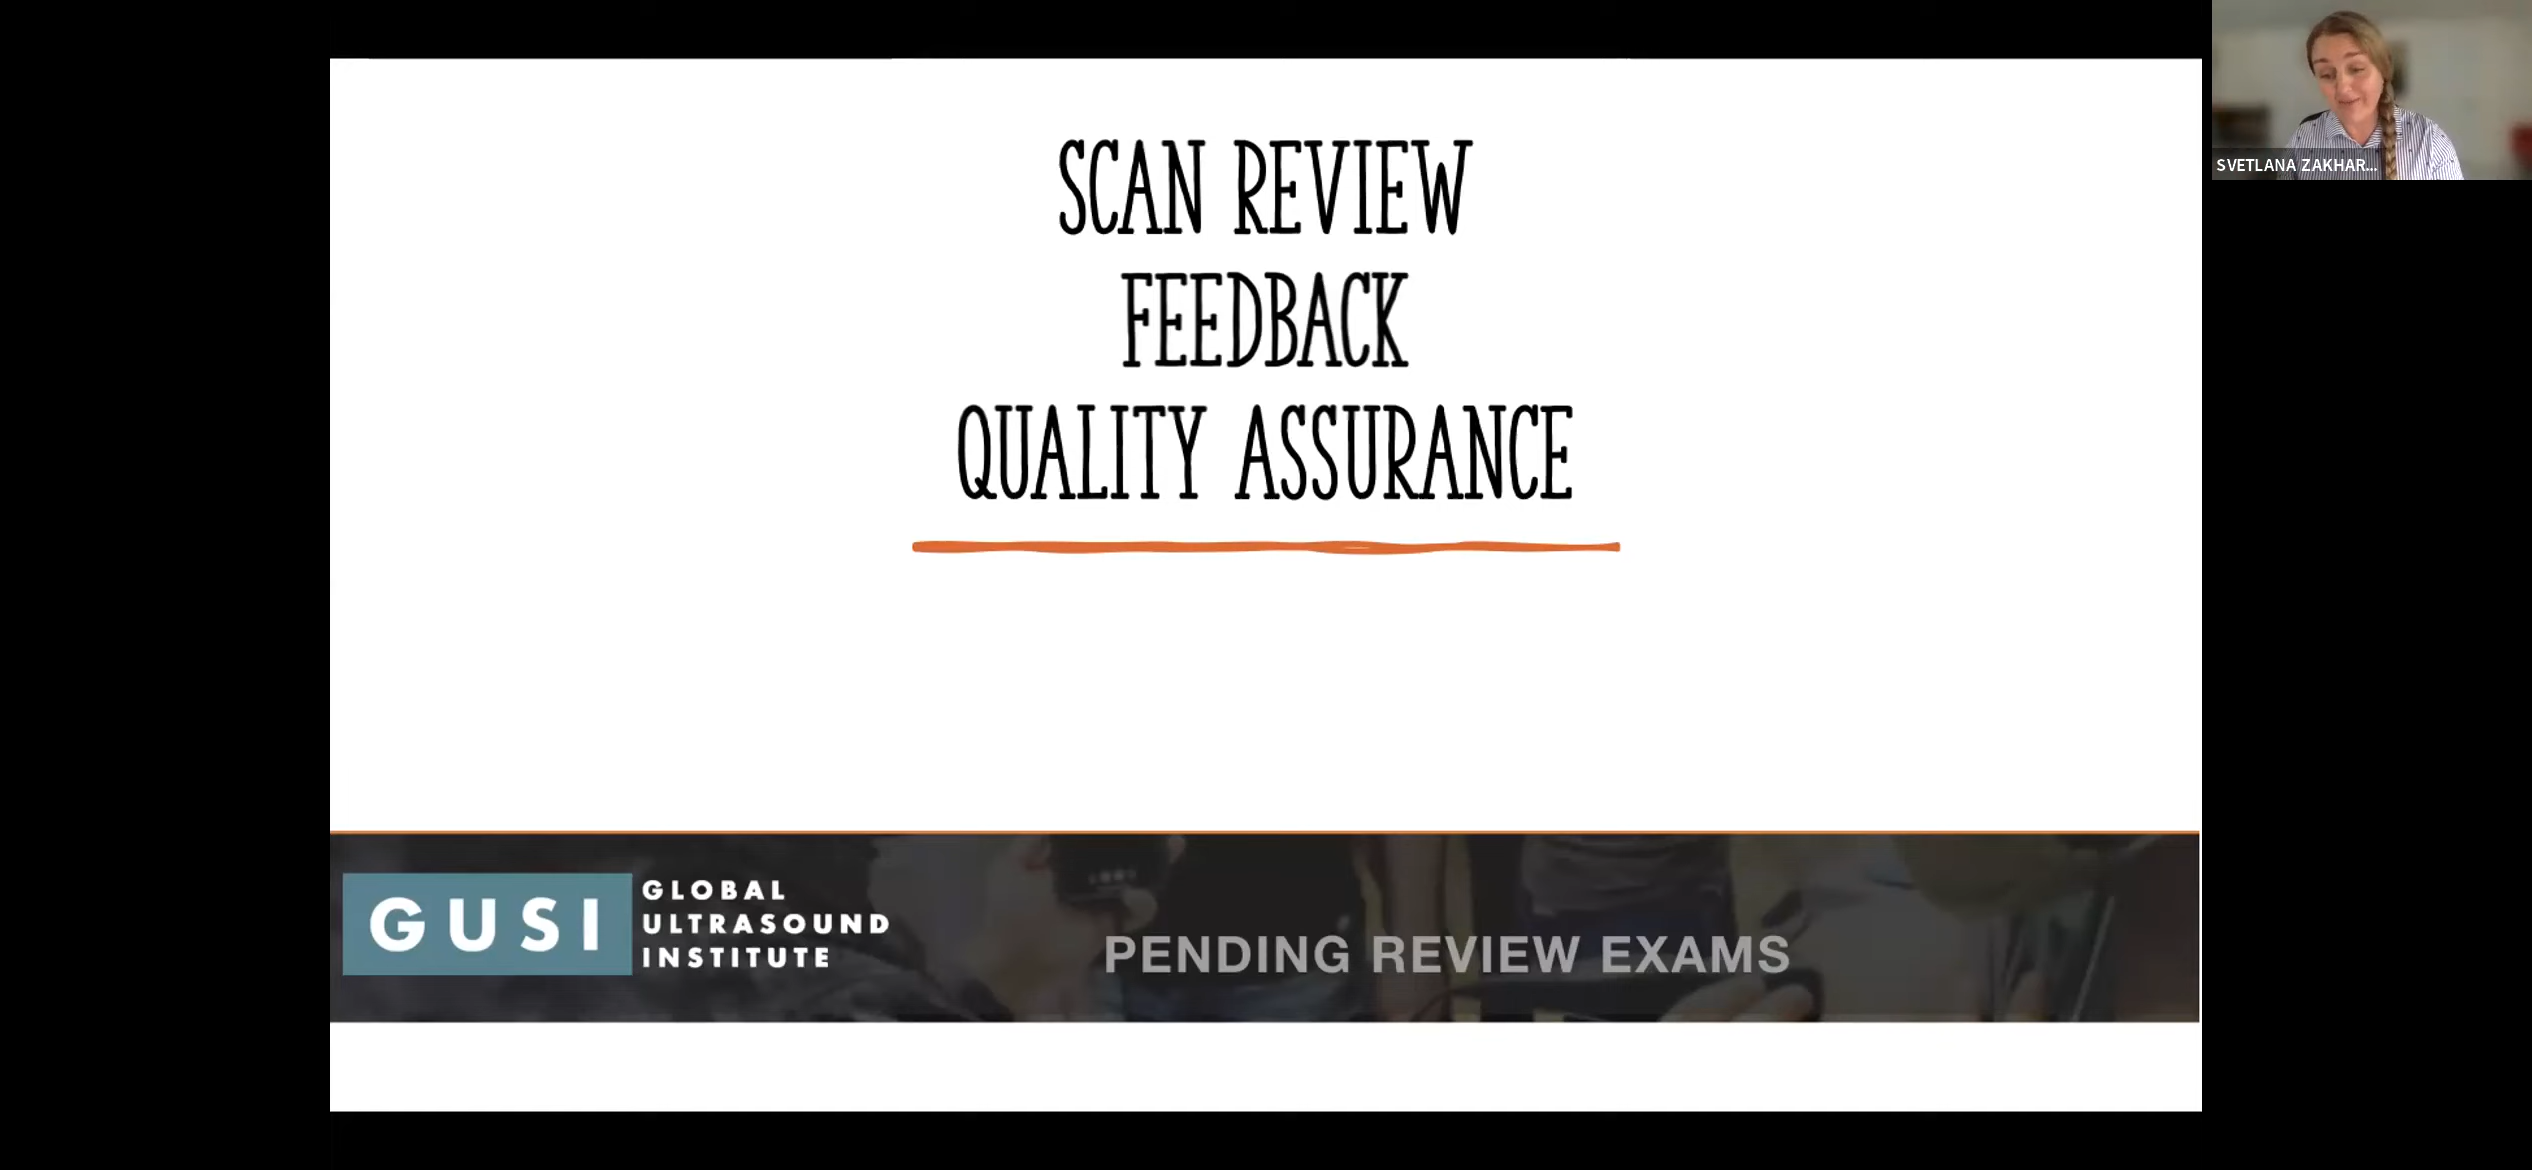 SCAN REVIEW
FEEDBACK
QUALITY ASSURANCE
GUSI
GLOBAL
ULTRASOUND
INSTITUTE
PENDING REVIEW EXAMS
SVETLANA ZAKHAR...